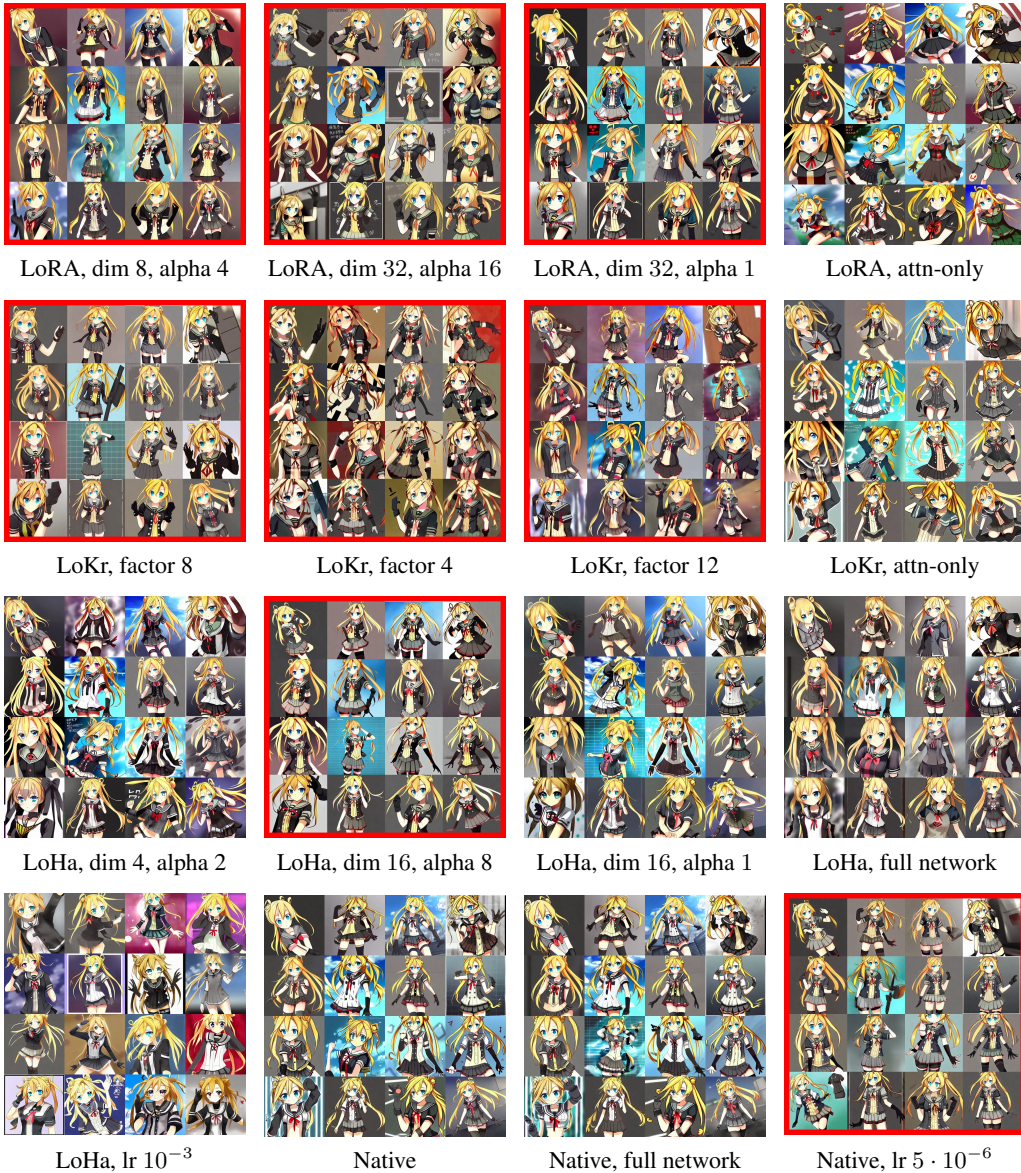 LoRA, dim 8, alpha 4
LoRA, dim 32, alpha 16
LoRA, dim 32, alpha 1
LoRA, attn-only
LoKr, factor 8
LoKr, factor 4
LoKr, factor 12
LoKr, attn-only
LoHa, dim 4, alpha 2
LoHa, dim 16, alpha 8
LoHa, dim 16, alpha 1
LoHa, full network
LoHa, lr 10⁻³
Native
Native, full network
Native, lr 5 · 10⁻⁶